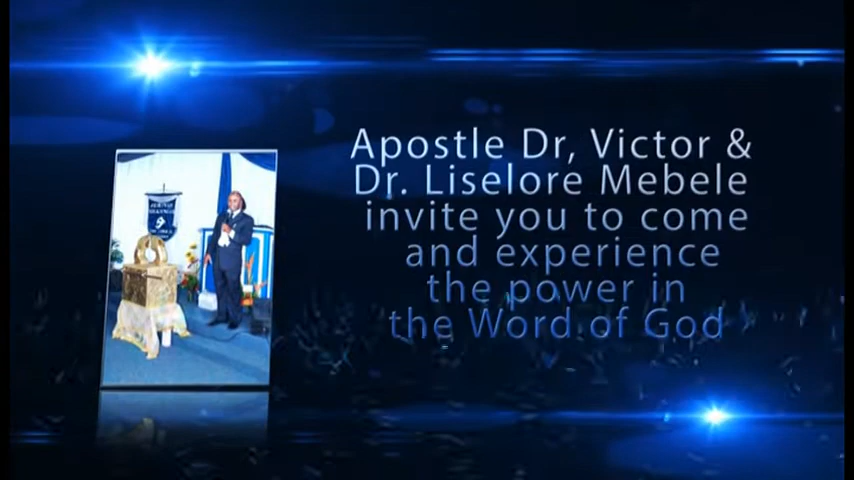 Apostle Dr, Victor &
Dr. Liselore Mebele
invite you to come
and experience
the power in
the Word of God